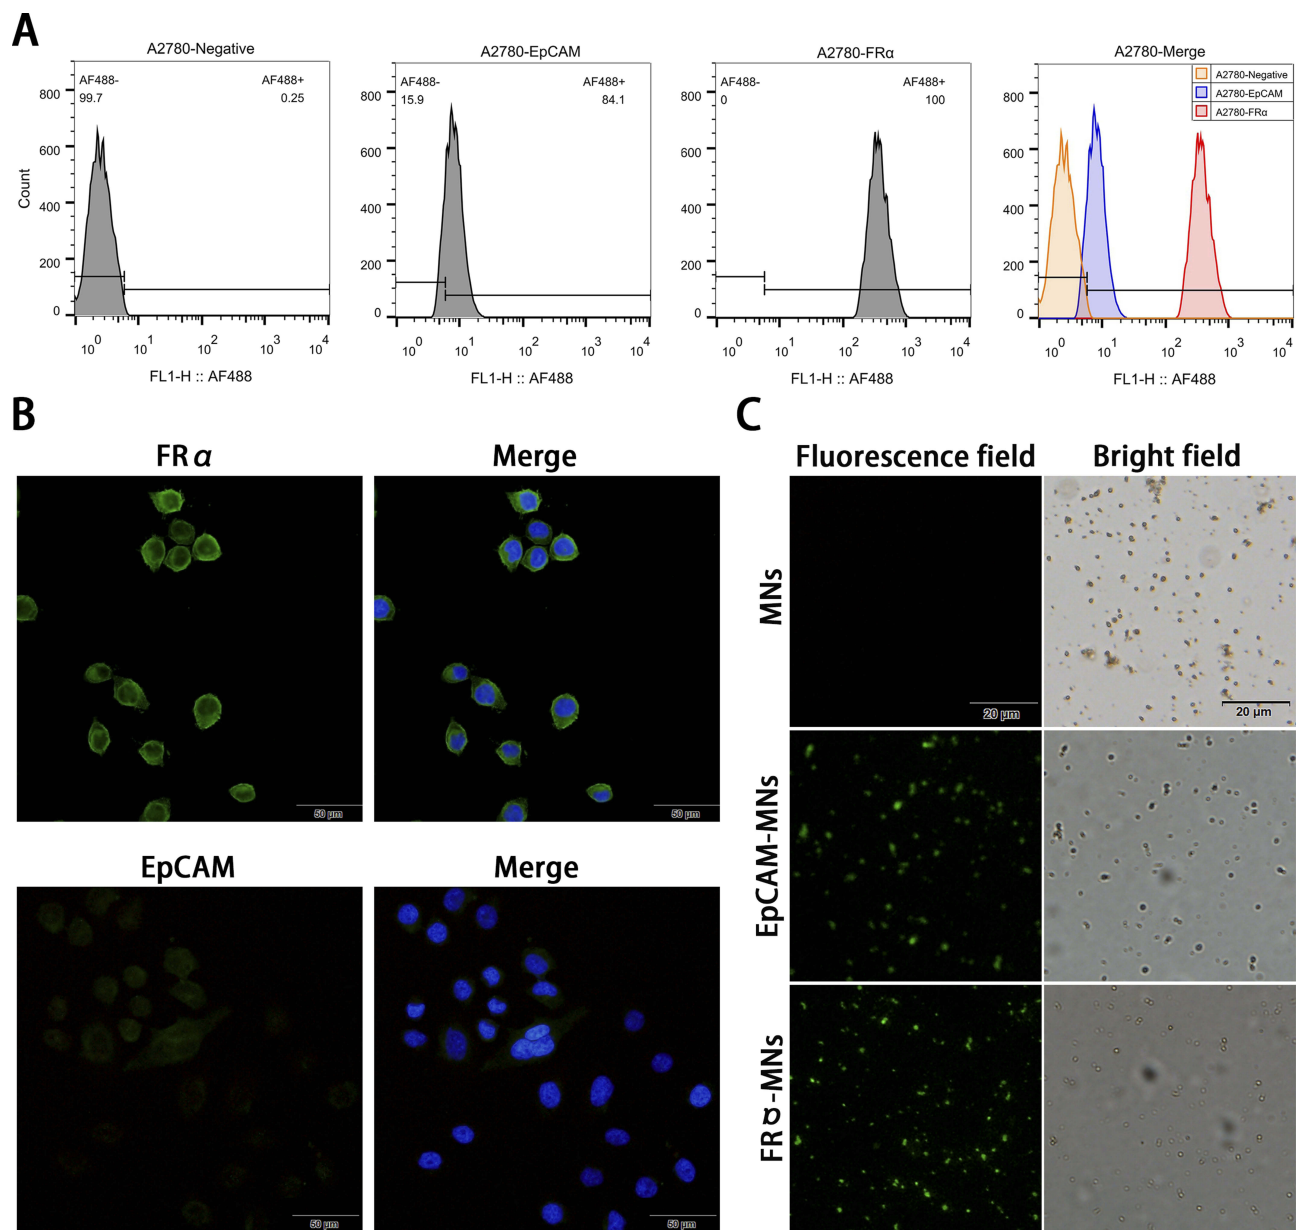 A
A2780-Negative
AF488-
99.7
AF488+
0.25
800
600
400
200
0
Count
10^0
10^1
10^2
10^3
10^4
FL1-H :: AF488
A2780-EpCAM
AF488-
15.9
AF488+
84.1
800
600
400
200
0
10^0
10^1
10^2
10^3
10^4
FL1-H :: AF488
A2780-FRα
AF488-
0
AF488+
100
800
600
400
200
0
10^0
10^1
10^2
10^3
10^4
FL1-H :: AF488
A2780-Merge
A2780-Negative
A2780-EpCAM
A2780-FRα
800
600
400
200
0
10^0
10^1
10^2
10^3
10^4
FL1-H :: AF488
B
FRα
Merge
50 μm
50 μm
EpCAM
Merge
50 μm
50 μm
C
Fluorescence field
Bright field
MNs
20 μm
20 μm
EpCAM-MNs
FRα-MNs